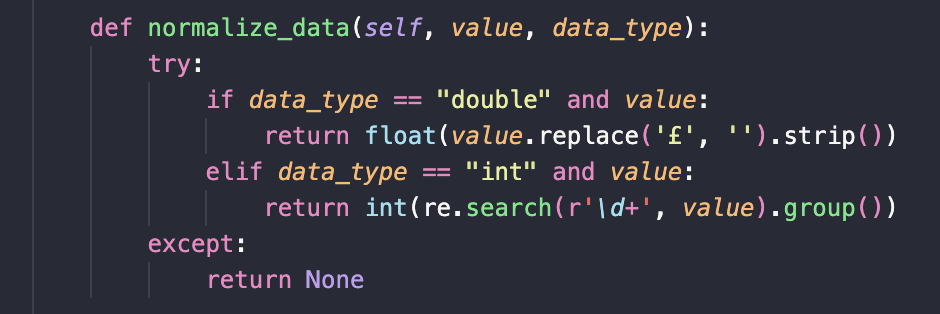 def normalize_data(self, value, data_type):
    try:
        if data_type == "double" and value:
            return float(value.replace('£', '').strip())
        elif data_type == "int" and value:
            return int(re.search(r'\d+', value).group())
    except:
        return None